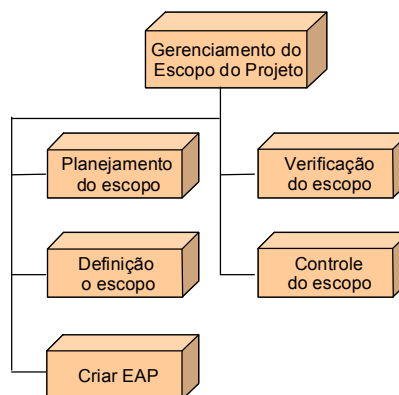 Gerenciamento do
Escopo do Projeto
Planejamento
do escopo
Verificação
do escopo
Definição
o escopo
Controle
do escopo
Criar EAP